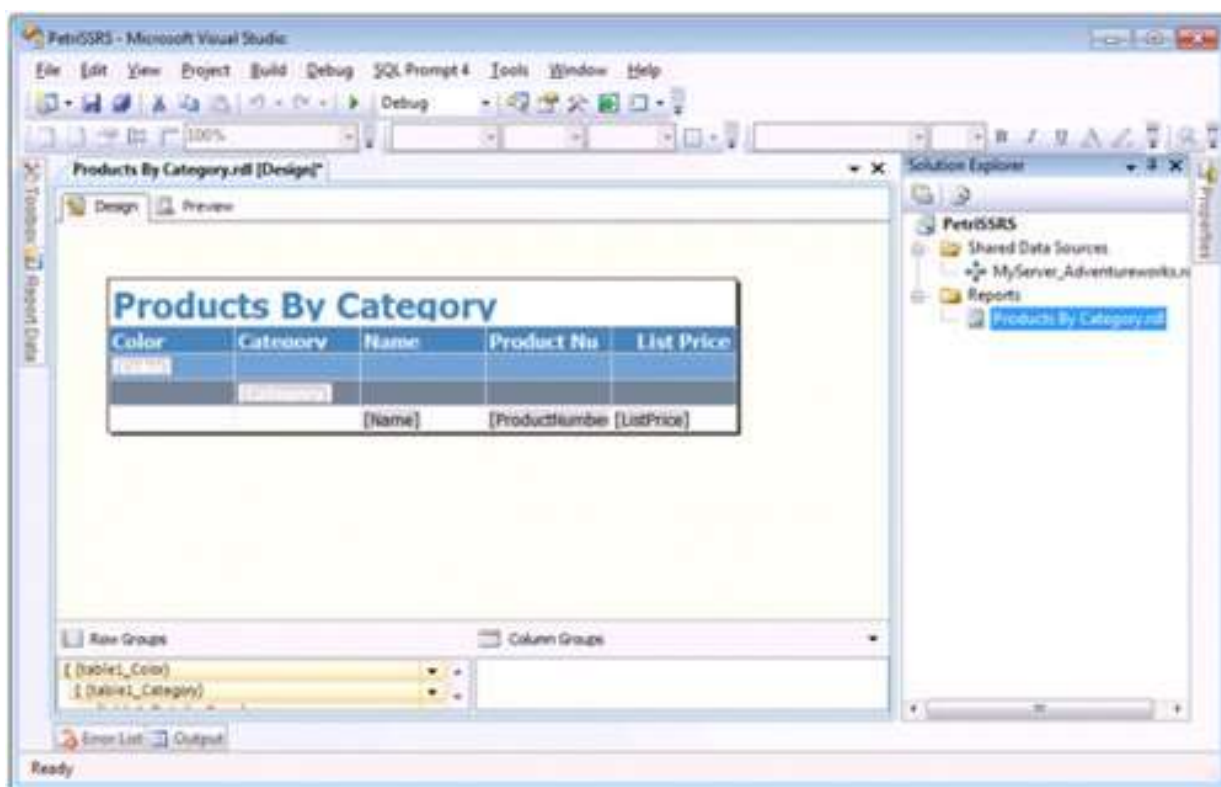 PetriSSRS - Microsoft Visual Studio
File Edit View Project Build Debug SQL Prompt 4 Tools Window Help
Debug
100%
B I U A
Toolbox
Report Data
Products By Category.rdl [Design]*
Design Preview
Products By Category
Color Category Name Product Nu List Price
[Name] [ProductNumber [ListPrice]
Row Groups Column Groups
[ (table1_Color)
[ (table1_Category)
Error List Output
Ready
Solution Explorer
PetriSSRS
Shared Data Sources
MyServer_Adventureworks.r
Reports
Products By Category.rdl
Properties